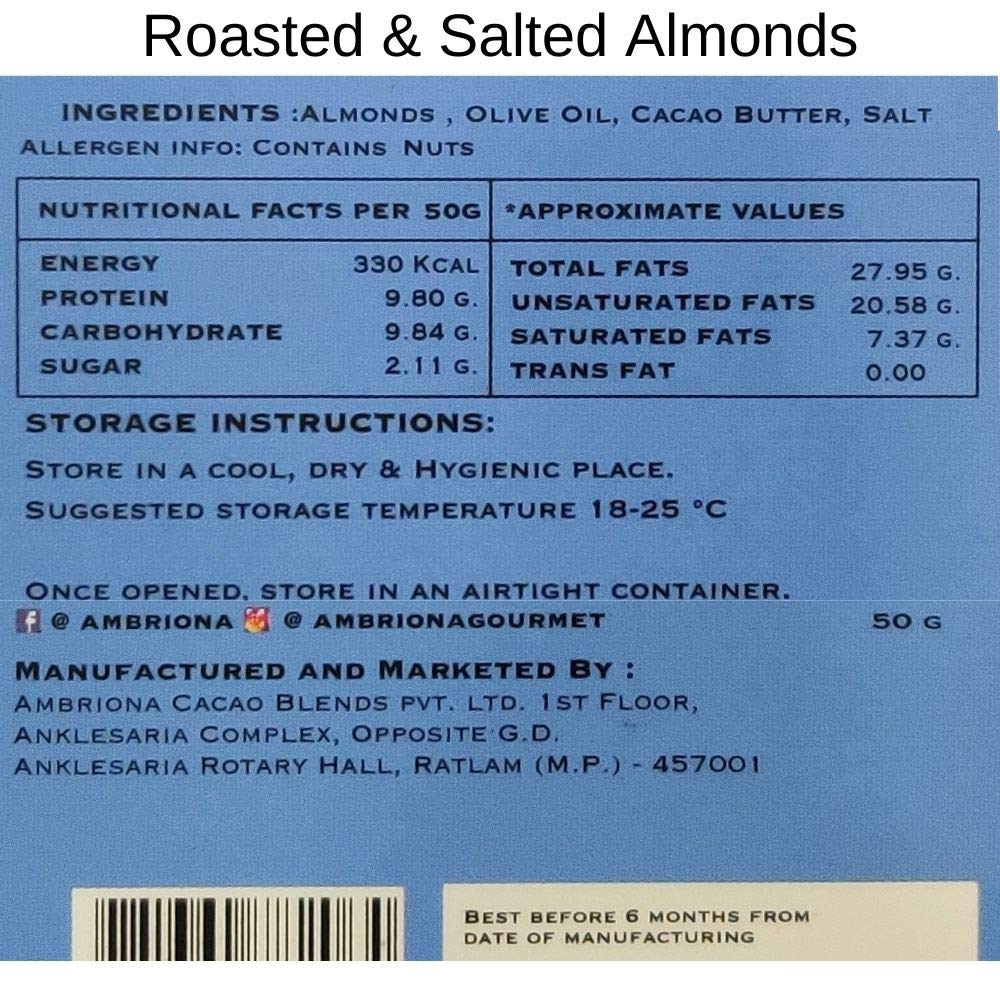 Roasted & Salted Almonds
INGREDIENTS :ALMONDS , OLIVE OIL, CACAO BUTTER, SALT
ALLERGEN INFO: CONTAINS NUTS
NUTRITIONAL FACTS PER 50G *APPROXIMATE VALUES
ENERGY 330 KCAL
PROTEIN 9.80 G.
CARBOHYDRATE 9.84 G.
SUGAR 2.11 G.
TOTAL FATS 27.95 G.
UNSATURATED FATS 20.58 G.
SATURATED FATS 7.37 G.
TRANS FAT 0.00
STORAGE INSTRUCTIONS:
STORE IN A COOL, DRY & HYGIENIC PLACE.
SUGGESTED STORAGE TEMPERATURE 18-25 °C
ONCE OPENED, STORE IN AN AIRTIGHT CONTAINER.
f @ AMBRIONA @ AMBRIONAGOURMET 50 G
MANUFACTURED AND MARKETED BY :
AMBRIONA CACAO BLENDS PVT. LTD. 1ST FLOOR,
ANKLESARIA COMPLEX, OPPOSITE G.D.
ANKLESARIA ROTARY HALL, RATLAM (M.P.) - 457001
BEST BEFORE 6 MONTHS FROM
DATE OF MANUFACTURING